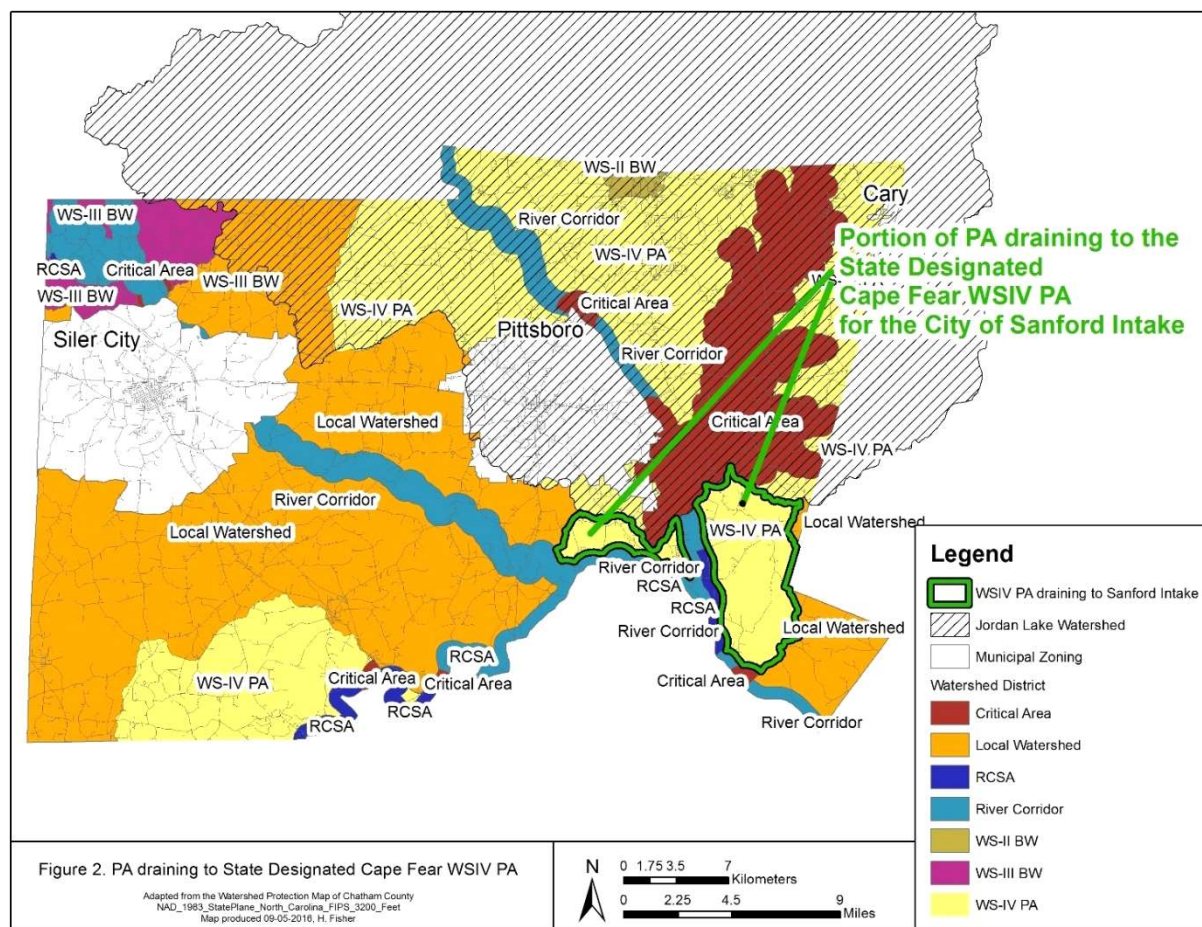 WS-II BW
Cary
River Corridor
WS-III BW
Portion of PA draining to the
State Designated
Cape Fear WSIV PA
for the City of Sanford Intake
WS-IV PA
RCSA
Critical Area
WS-III BW
WS-III BW
Critical Area
WS-IV PA
Pittsboro
Siler City
River Corridor
Local Watershed
Critical Area
WS-IV PA
River Corridor
Local Watershed
WS-IV PA
Local Watershed
River Corridor
RCSA
RCSA
River Corridor
Local Watershed
RCSA
WS-IV PA
Critical Area
Critical Area
Critical Area
RCSA
RCSA
River Corridor
Legend
WSIV PA draining to Sanford Intake
Jordan Lake Watershed
Municipal Zoning
Watershed District
Critical Area
Local Watershed
RCSA
River Corridor
WS-II BW
WS-III BW
WS-IV PA
Figure 2. PA draining to State Designated Cape Fear WSIV PA
Adapted from the Watershed Protection Map of Chatham County
NAD_1983_StatePlane_North_Carolina_FIPS_3200_Feet
Map produced 09-05-2016, H. Fisher
N
0 1.75 3.5 7
Kilometers
0 2.25 4.5 9
Miles